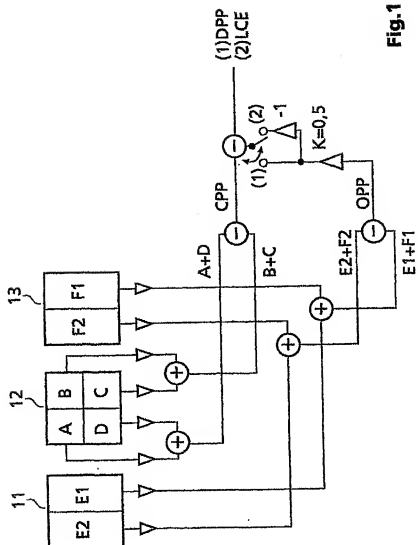 11
12
13
E2
E1
A
B
D
C
F2
F1
+
+
+
+
A+D
B+C
E2+F2
E1+F1
−
−
−
CPP
OPP
(1)
(2)
-1
K=0,5
(1)DPP
(2)LCE
Fig.1